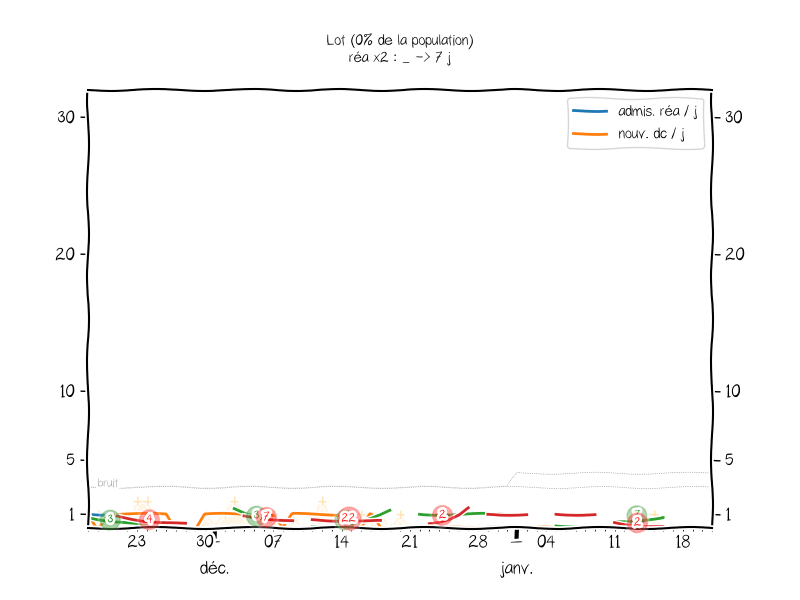 Lot (0% de la population)
réa x2 : _ -> 7 j
admis. réa / j
nouv. dc / j
30 30
20 20
10 10
5 5
bruit
1 1
3 4 3 7 22 2 2
23 30 07 14 21 28 04 11 18
déc. janv.